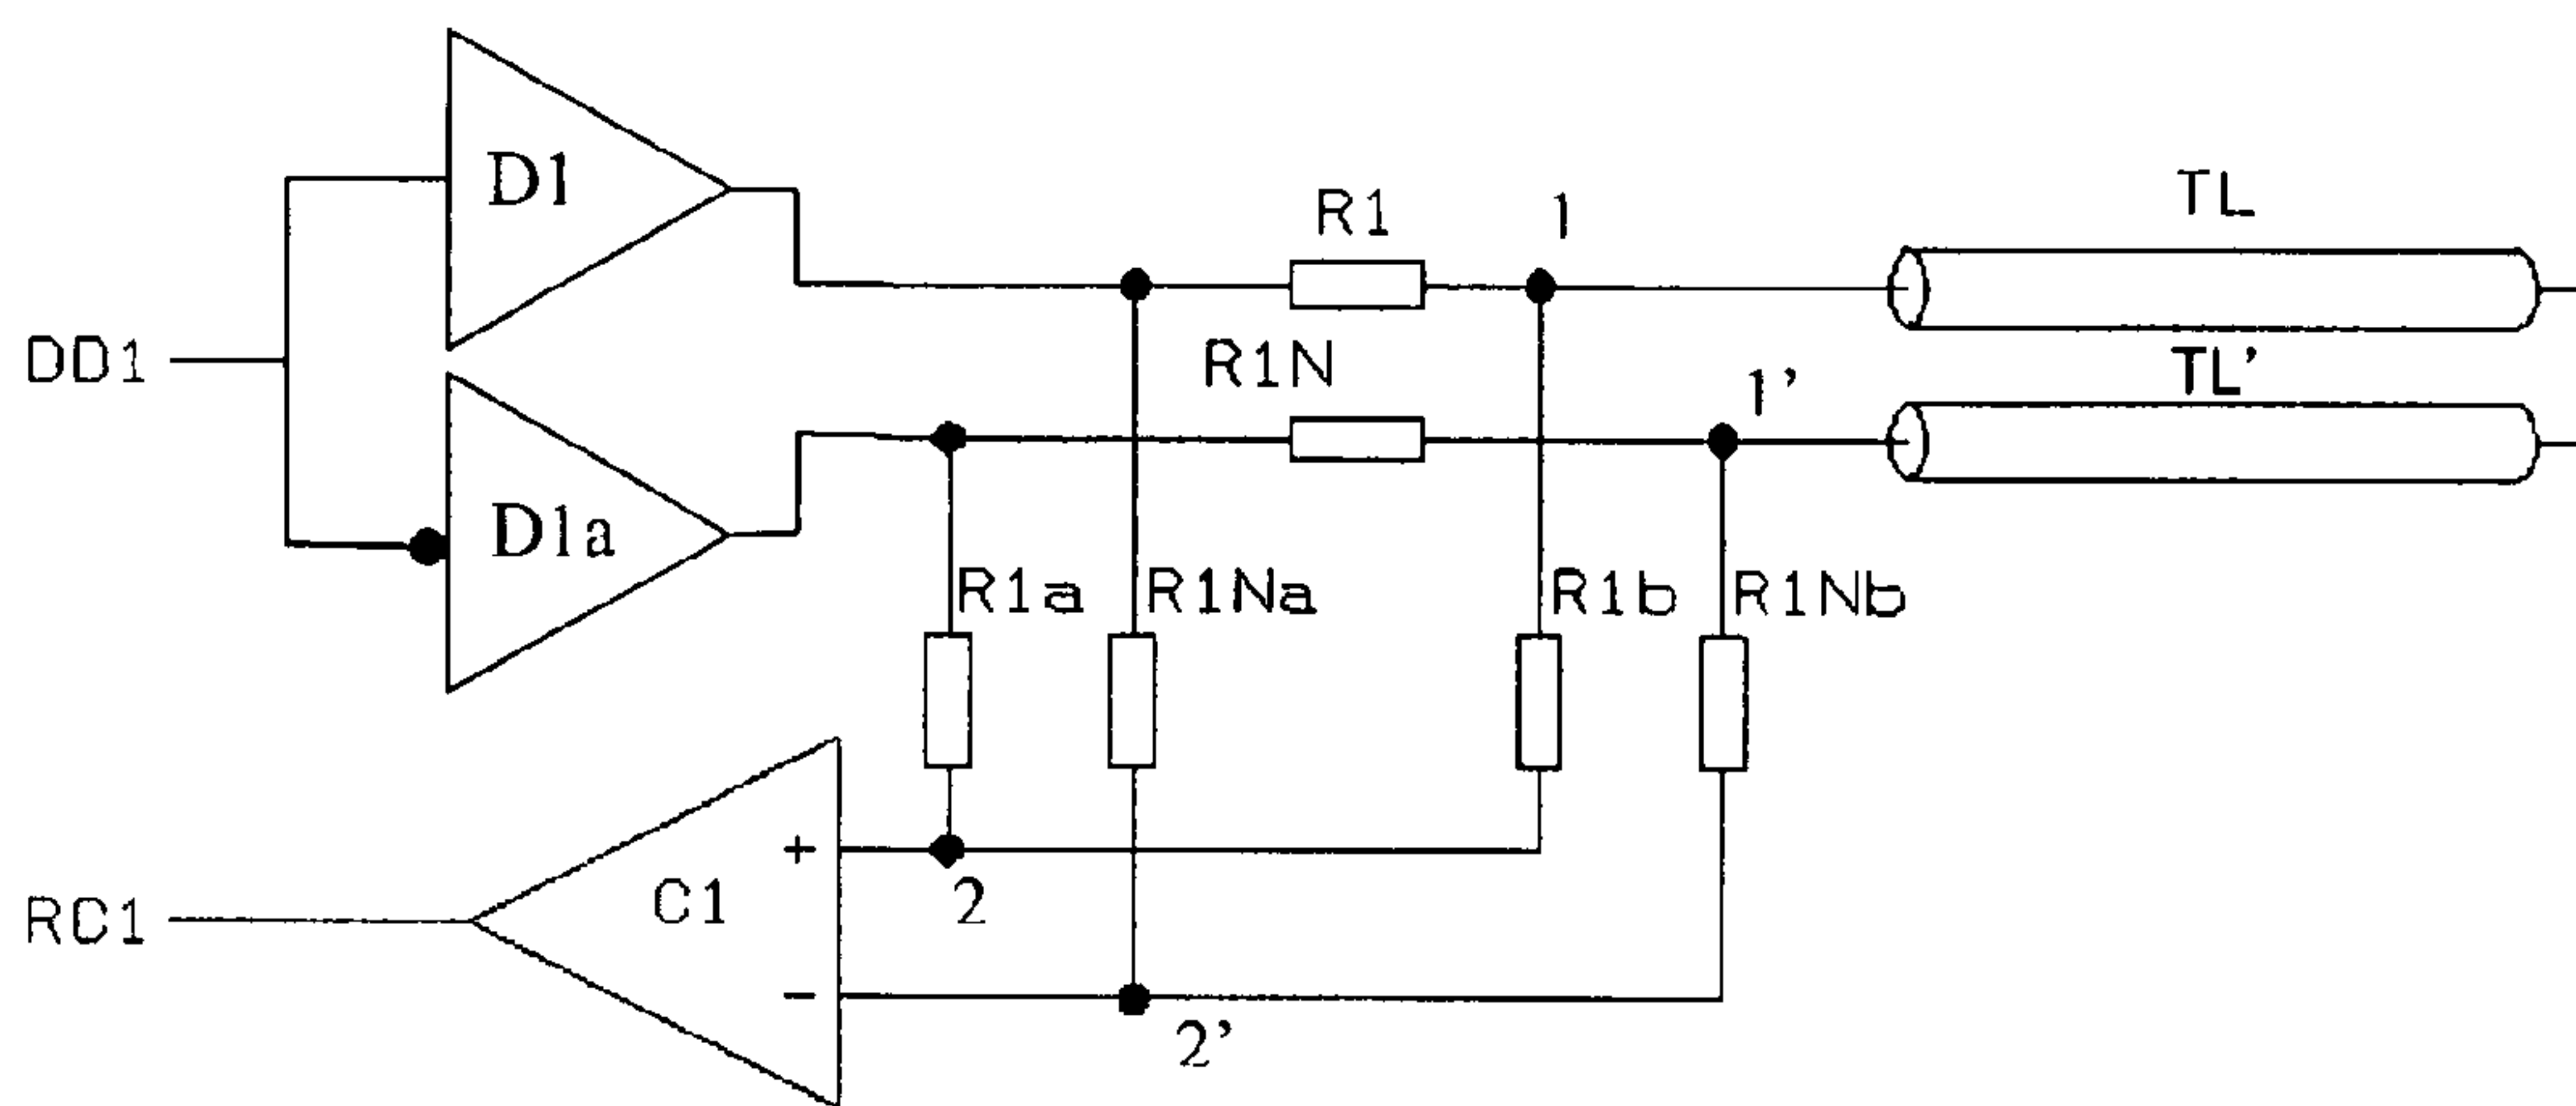 D1
R1
1
TL
DD1
R1N
1'
TL'
D1a
R1a
R1Na
R1b
R1Nb
+
C1
2
RC1
−
2'